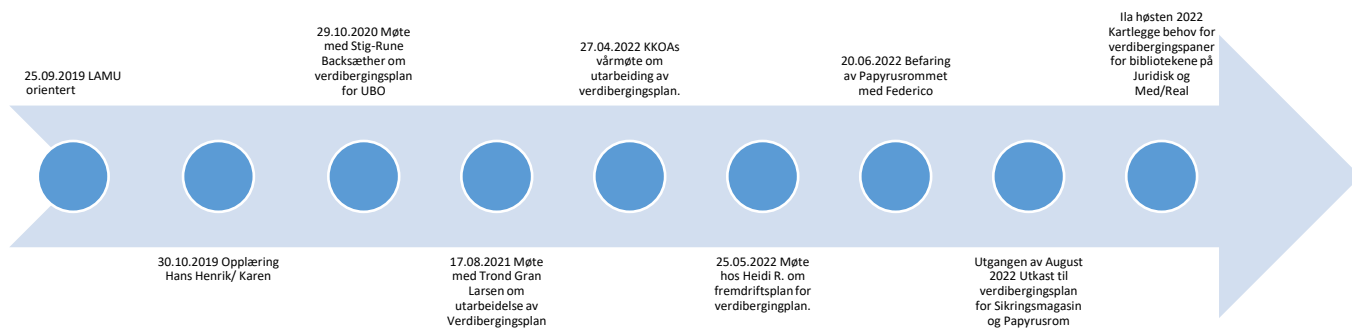 25.09.2019 LAMU
orientert
30.10.2019 Opplæring
Hans Henrik/ Karen
29.10.2020 Møte
med Stig-Rune
Backsæther om
verdibergingsplan
for UBO
17.08.2021 Møte
med Trond Gran
Larsen om
utarbeidelse av
Verdibergingsplan
27.04.2022 KKOAs
vårmøte om
utarbeiding av
verdibergingsplan.
25.05.2022 Møte
hos Heidi R. om
fremdriftsplan for
verdibergingplan.
20.06.2022 Befaring
av Papyrusrommet
med Federico
Utgangen av August
2022 Utkast til
verdibergingsplan
for Sikringsmagasin
og Papyrusrom
Ila høsten 2022
Kartlegge behov for
verdibergingspaner
for bibliotekene på
Juridisk og
Med/Real